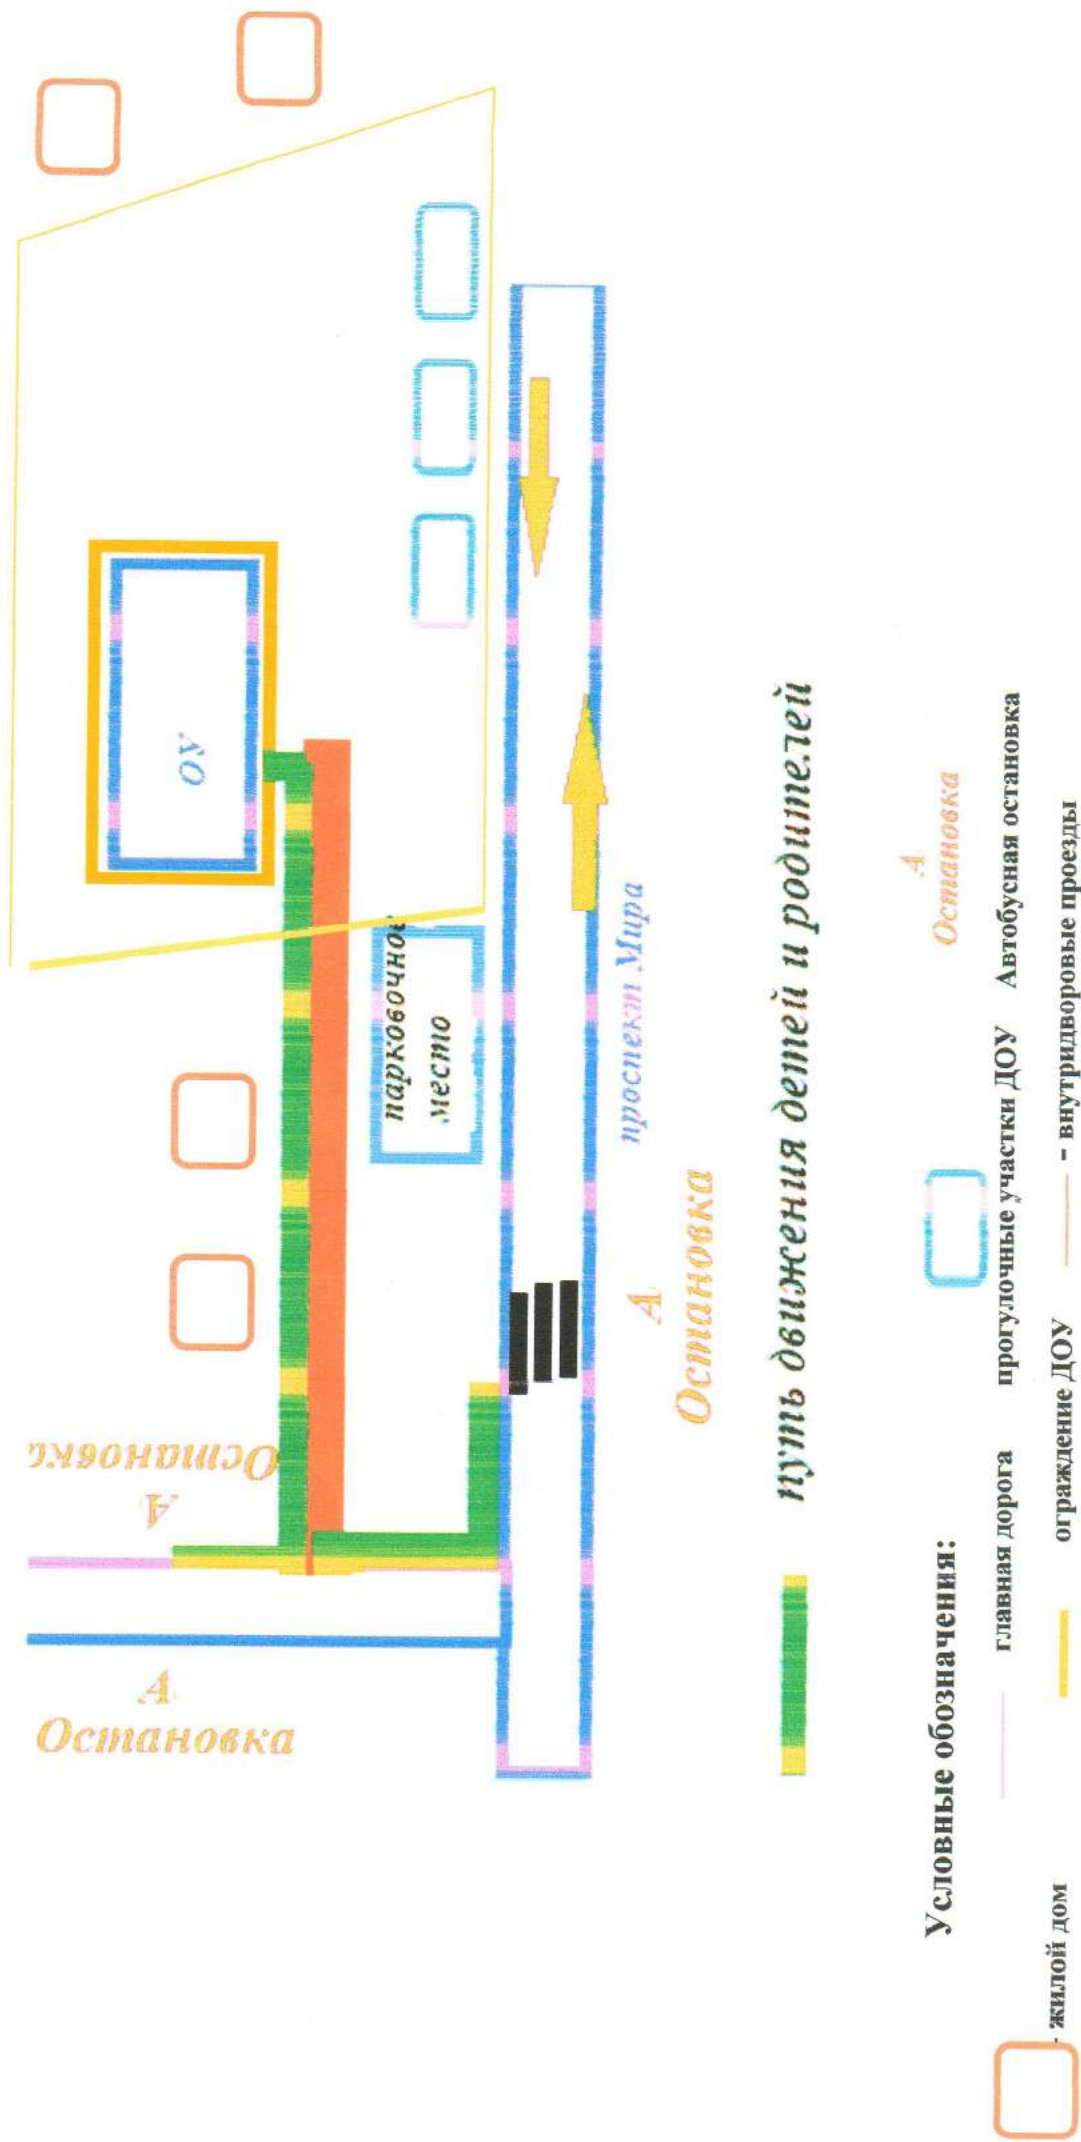 А
Остановка
А
Остановка
ОУ
парковочное
место
проспект Мира
А
Остановка
путь движения детей и родителей
Условные обозначения:
А
Остановка
главная дорога прогулочные участки ДОУ Автобусная остановка
- жилой дом ограждение ДОУ - внутридворовые проезды